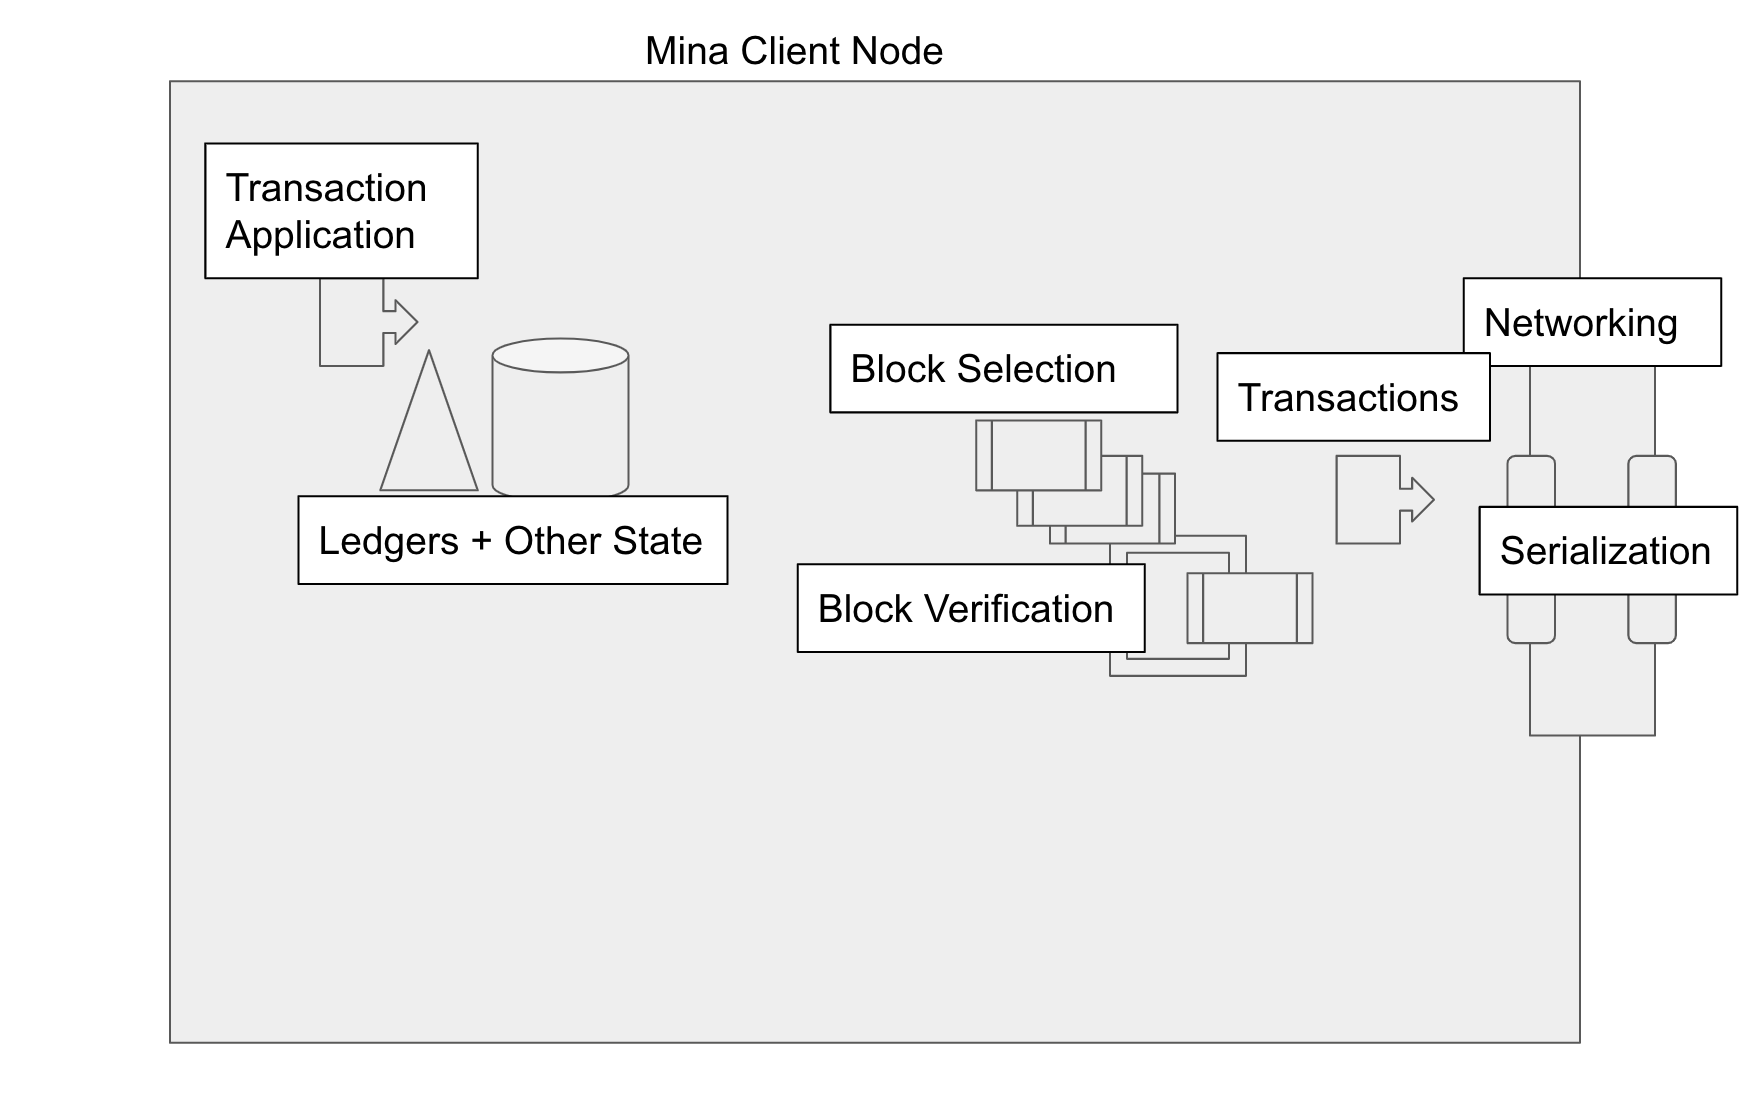 Mina Client Node
Transaction
Application
Networking
Block Selection
Transactions
Ledgers + Other State
Serialization
Block Verification